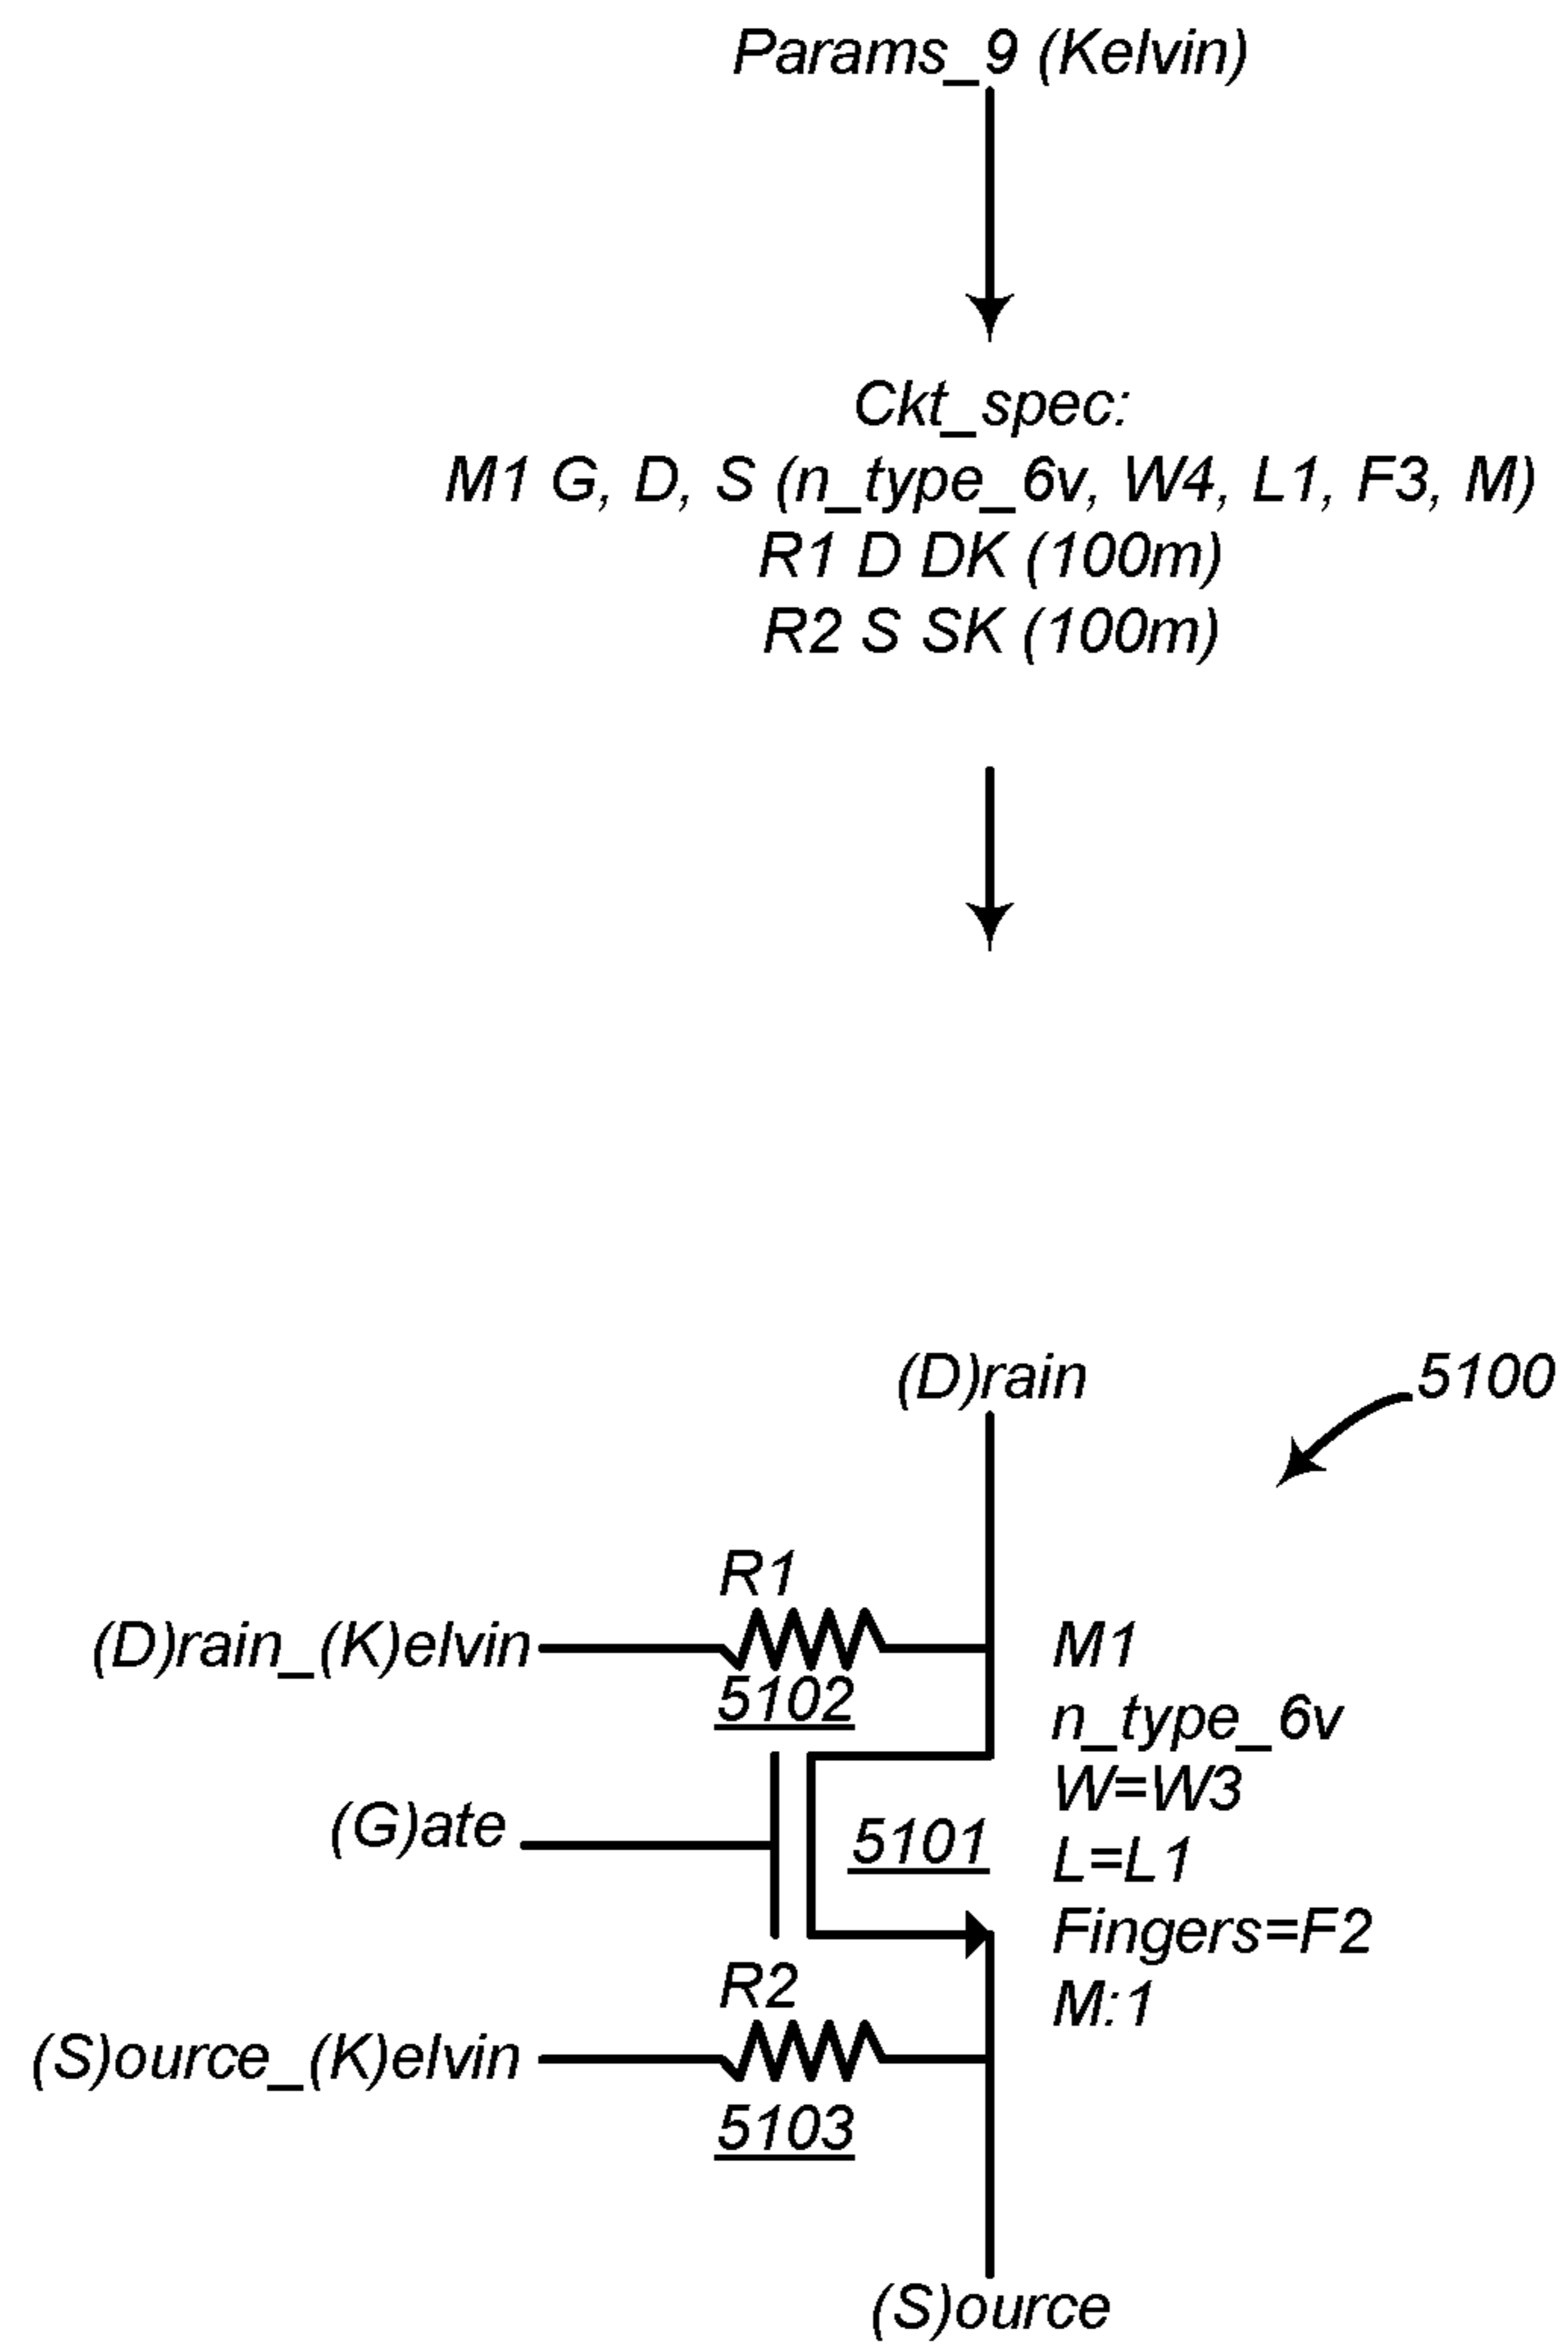 Params_9 (Kelvin)
Ckt_spec:
M1 G, D, S (n_type_6v, W4, L1, F3, M)
R1 D DK (100m)
R2 S SK (100m)
(D)rain
5100
R1
(D)rain_(K)elvin
5102
M1
n_type_6v
W=W3
L=L1
Fingers=F2
M:1
(G)ate
5101
R2
(S)ource_(K)elvin
5103
(S)ource